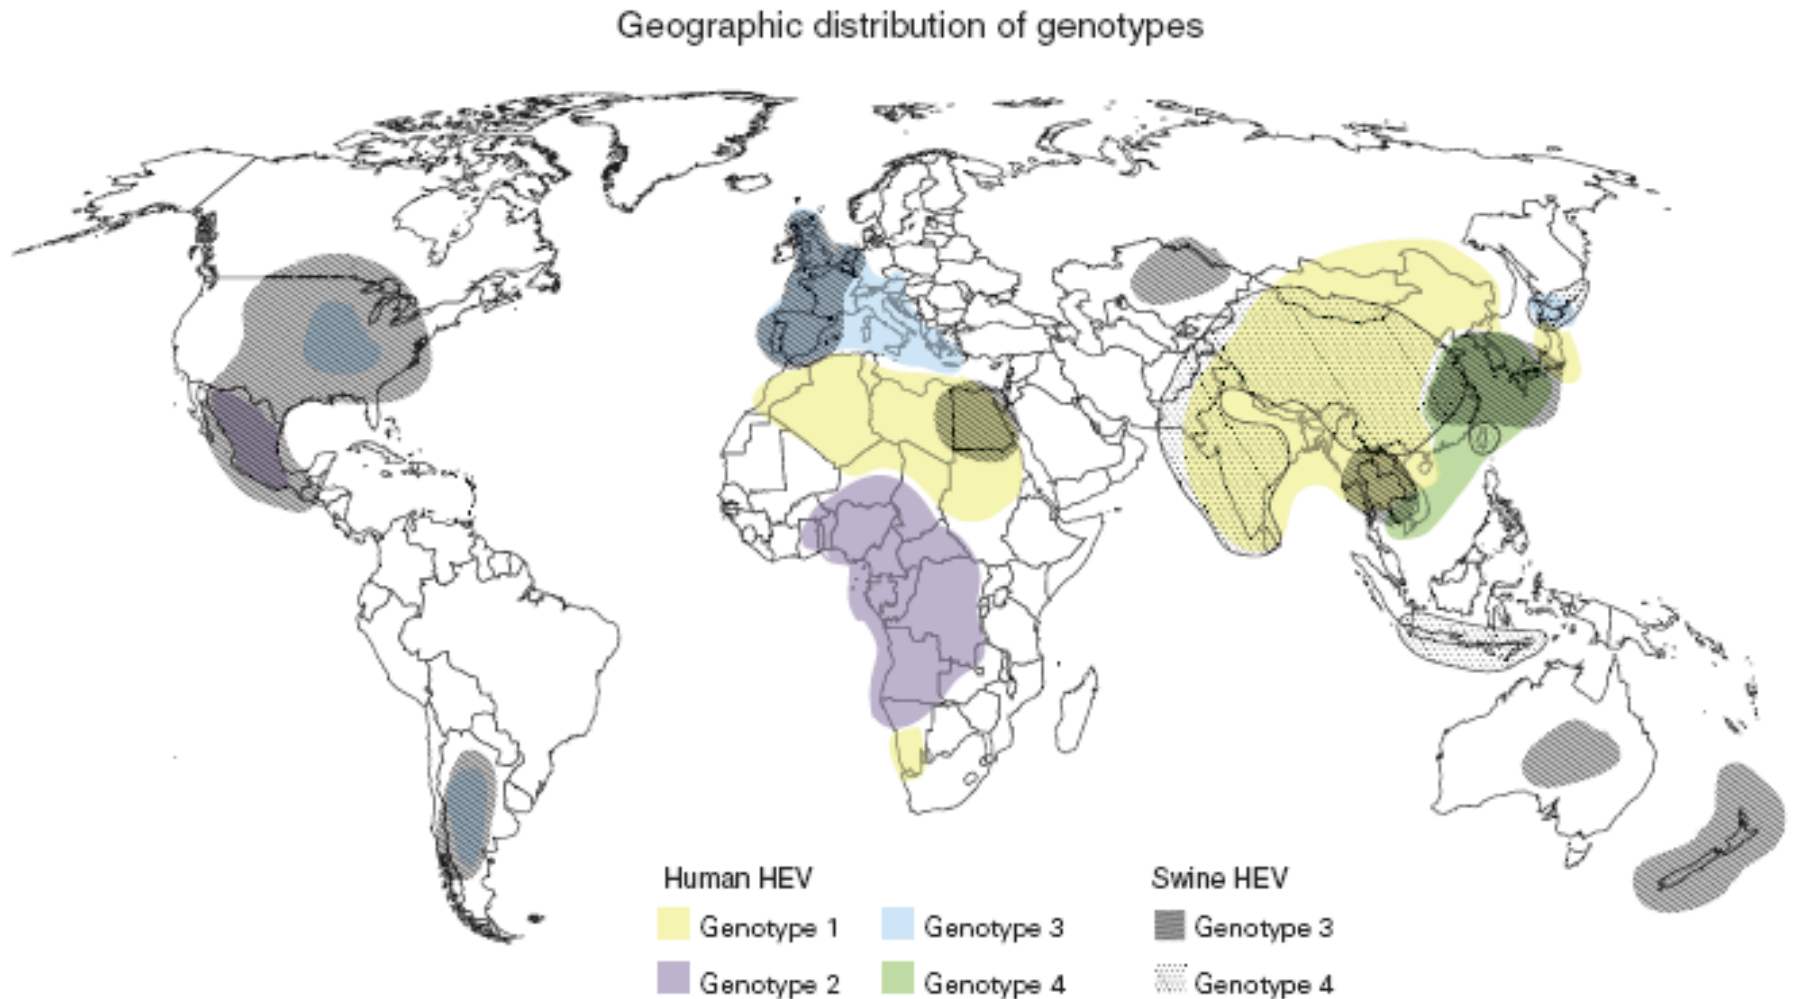 Geographic distribution of genotypes
Human HEV
Genotype 1
Genotype 2
Genotype 3
Genotype 4
Swine HEV
Genotype 3
Genotype 4